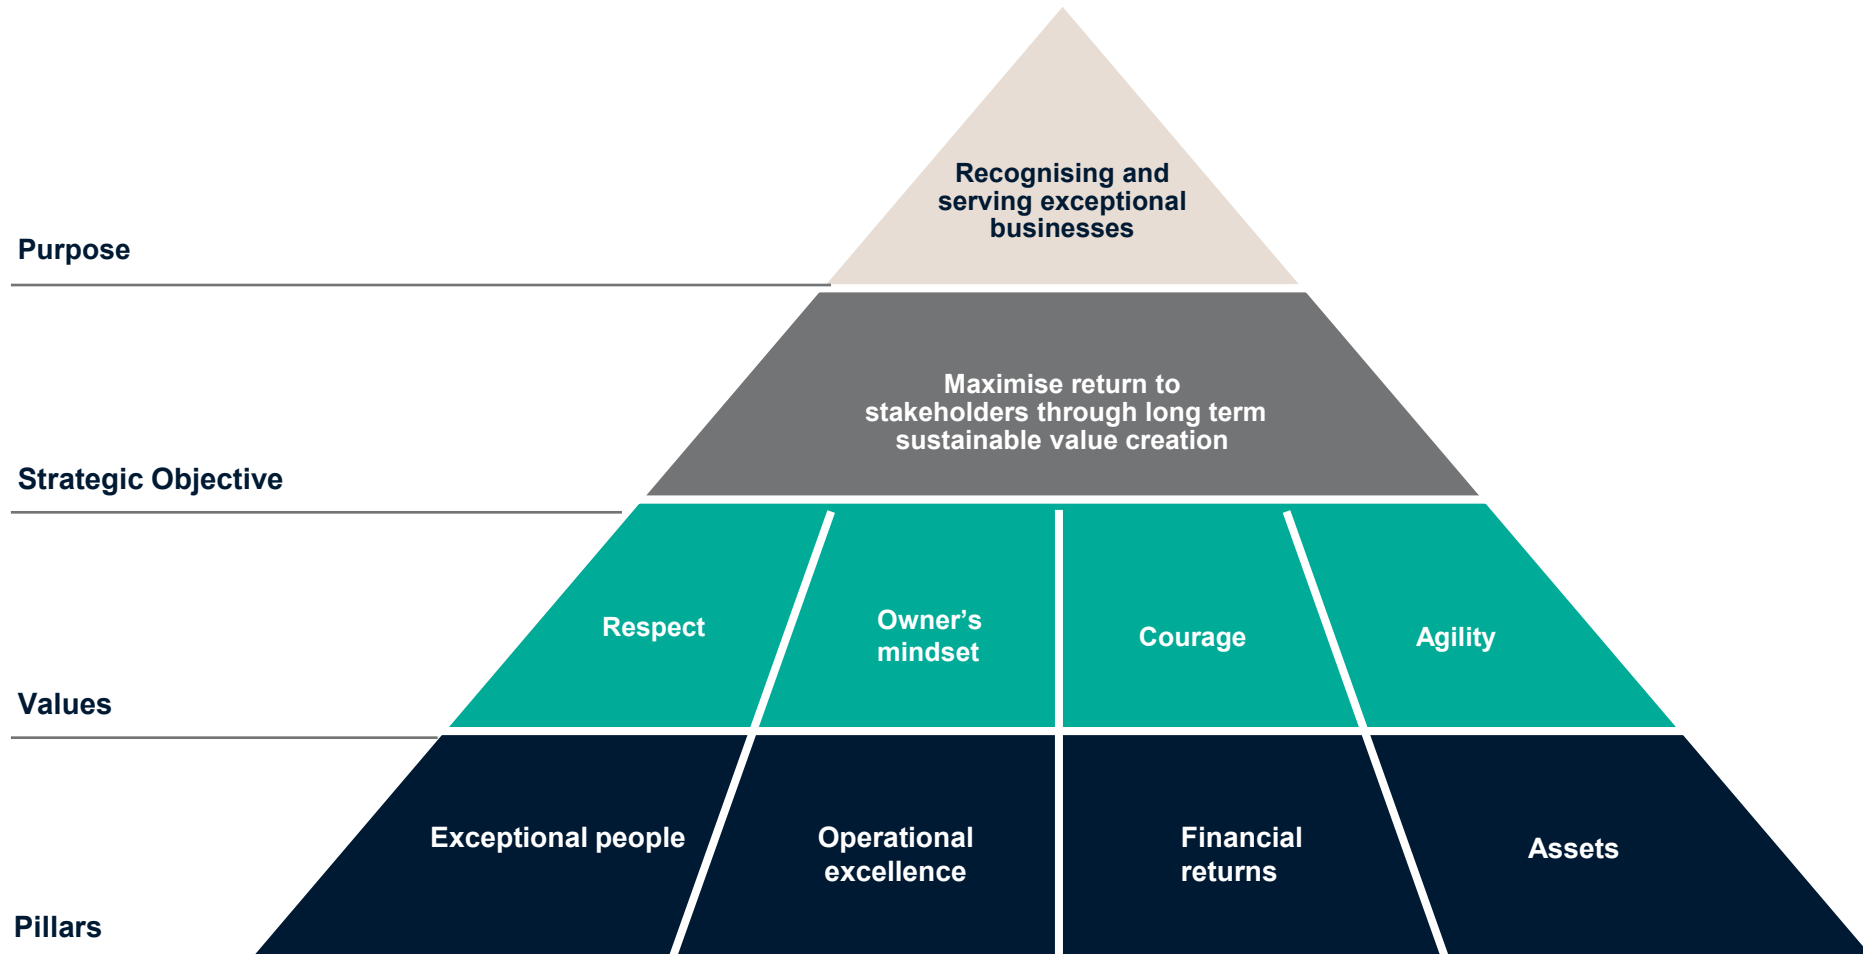 Recognising and
serving exceptional
businesses
Purpose
Maximise return to
stakeholders through long term
sustainable value creation
Strategic Objective
Respect
Owner’s
mindset
Courage
Agility
Values
Exceptional people
Operational
excellence
Financial
returns
Assets
Pillars